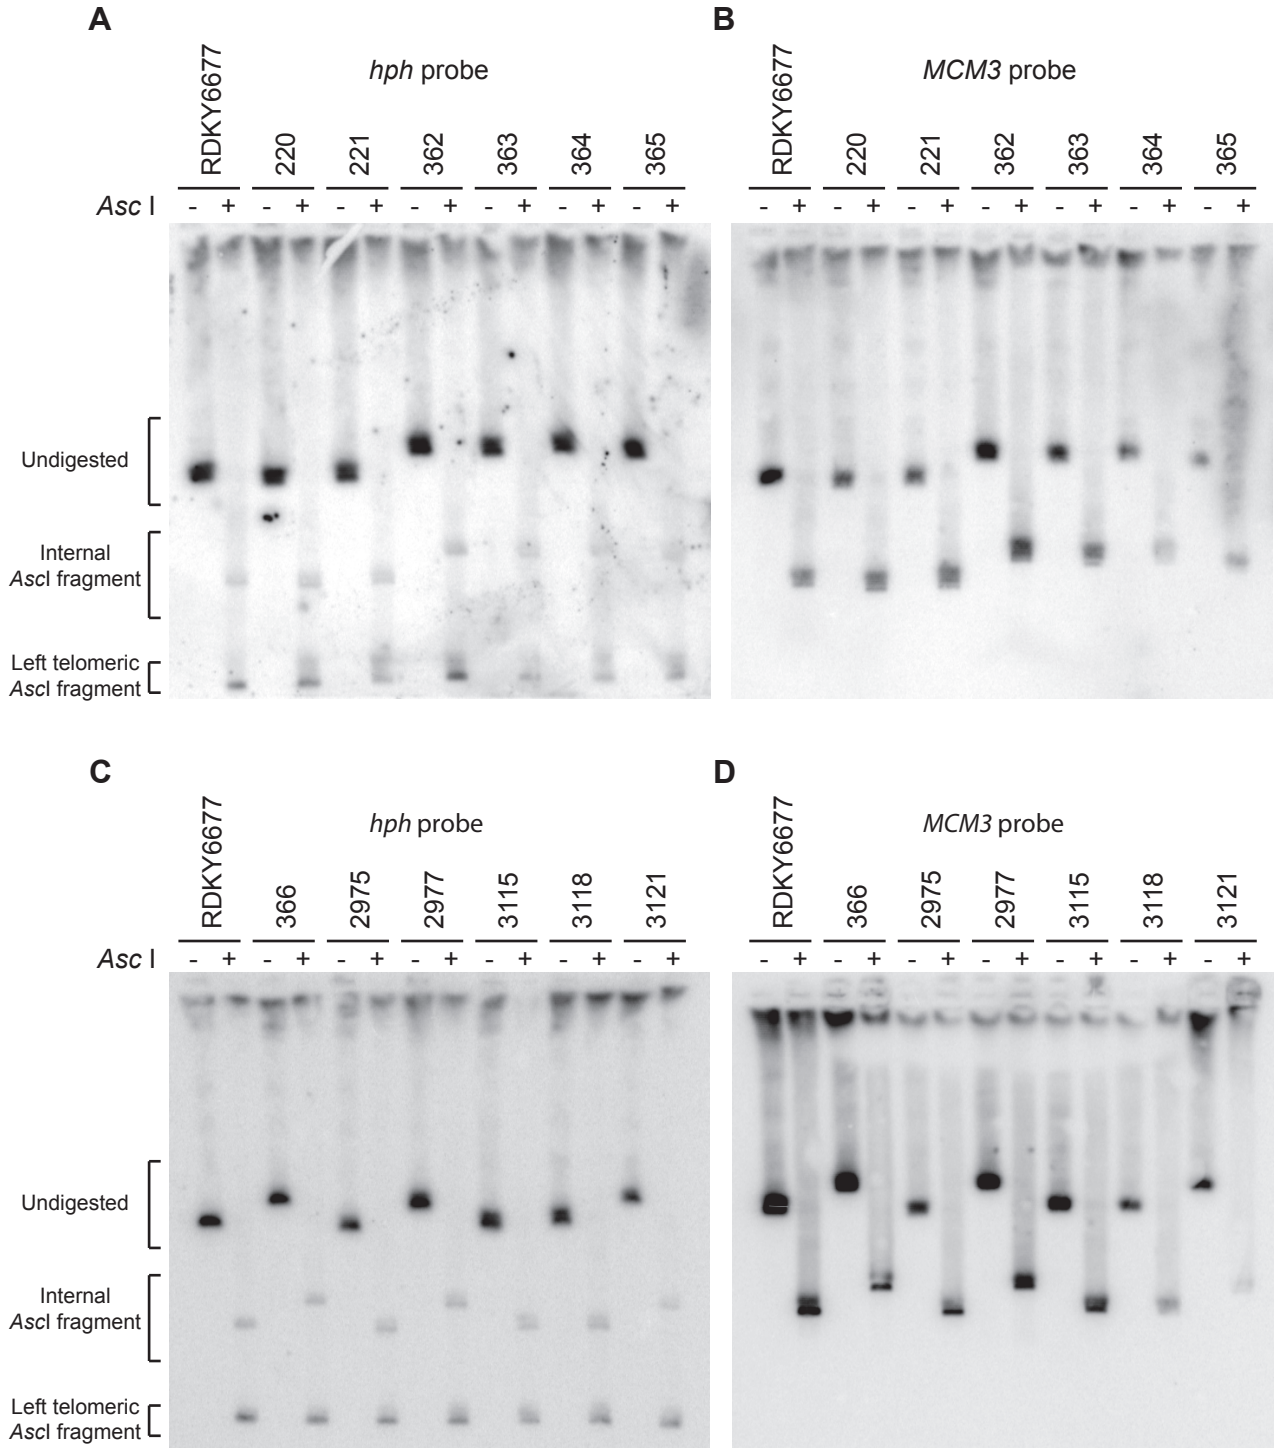 A
hph probe
RDKY6677
220
221
362
363
364
365
Asc I
- + - + - + - + - + - + - +
Undigested
Internal
AscI fragment
Left telomeric
AscI fragment
B
MCM3 probe
RDKY6677
220
221
362
363
364
365
- + - + - + - + - + - + - +
C
hph probe
RDKY6677
366
2975
2977
3115
3118
3121
Asc I
- + - + - + - + - + - + - +
Undigested
Internal
AscI fragment
Left telomeric
AscI fragment
D
MCM3 probe
RDKY6677
366
2975
2977
3115
3118
3121
- + - + - + - + - + - + - +